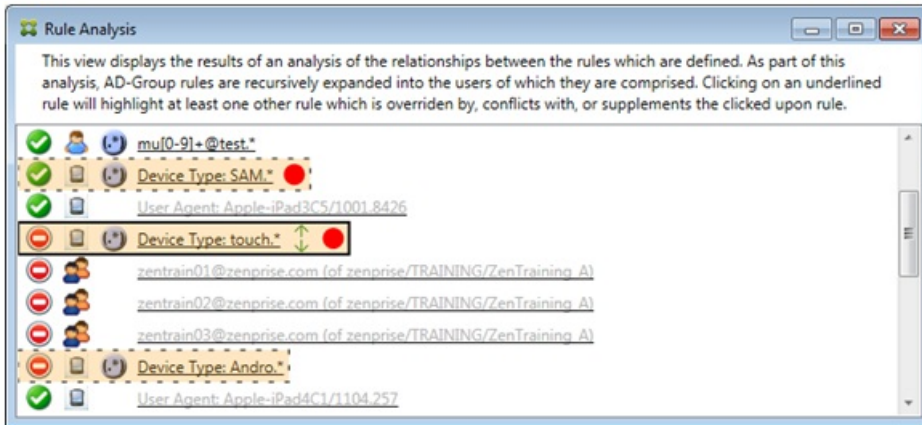 Rule Analysis
This view displays the results of an analysis of the relationships between the rules which are defined. As part of this
analysis, AD-Group rules are recursively expanded into the users of which they are comprised. Clicking on an underlined
rule will highlight at least one other rule which is overriden by, conflicts with, or supplements the clicked upon rule.
(.*) mu[0-9]+@test.*
(.*) Device Type: SAM.*
User Agent: Apple-iPad3C5/1001.8426
(.*) Device Type: touch.*
zentrain01@zenprise.com (of zenprise/TRAINING/ZenTraining A)
zentrain02@zenprise.com (of zenprise/TRAINING/ZenTraining A)
zentrain03@zenprise.com (of zenprise/TRAINING/ZenTraining A)
(.*) Device Type: Andro.*
User Agent: Apple-iPad4C1/1104.257